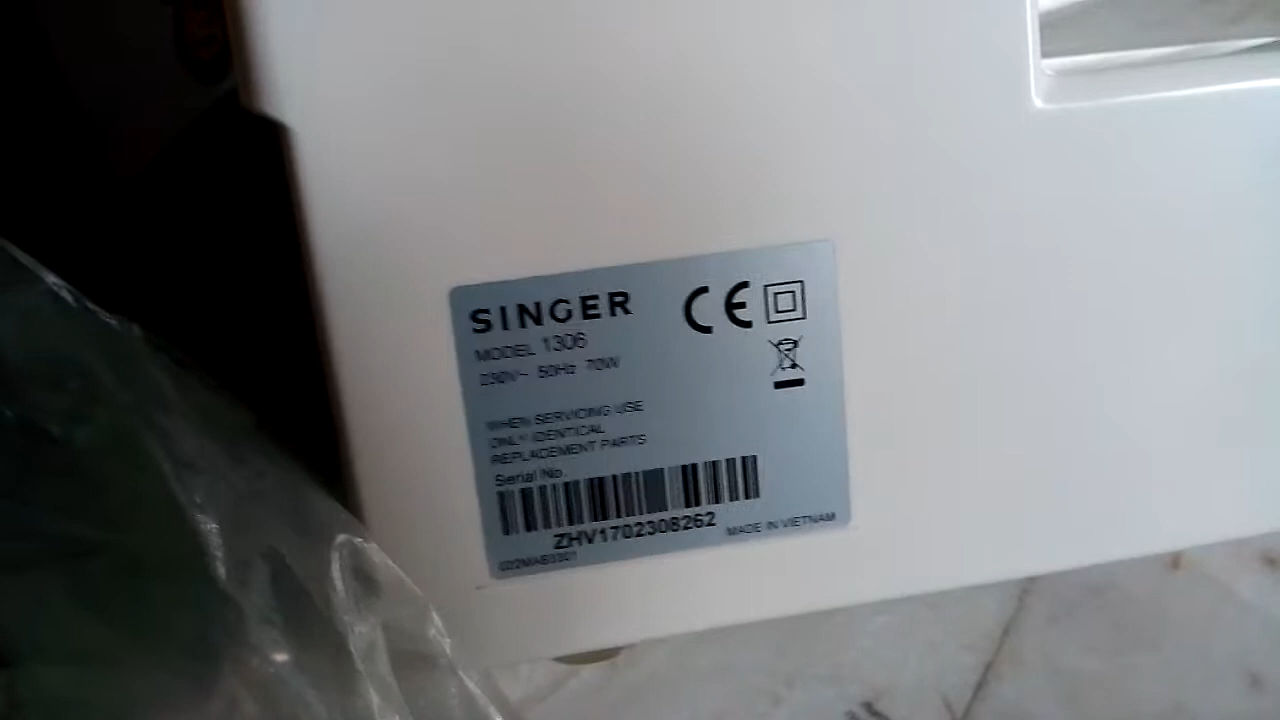 SINGER
CE
MODEL 1306
230V~ 50Hz 70W
WHEN SERVICING USE
ONLY IDENTICAL
REPLACEMENT PARTS
Serial No.
ZHV1702308262
MADE IN VIETNAM